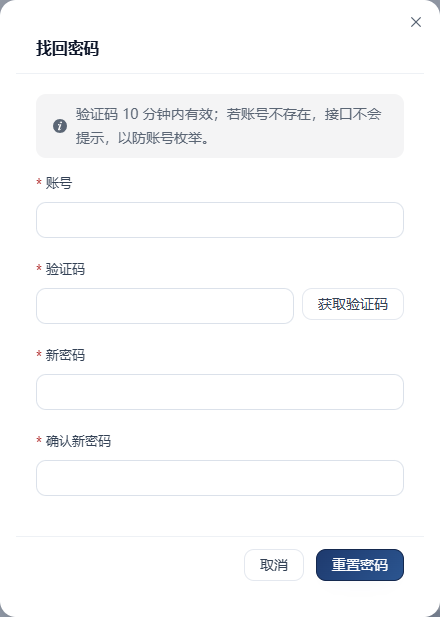 找回密码
验证码 10 分钟内有效；若账号不存在，接口不会
提示，以防账号枚举。
* 账号
* 验证码
获取验证码
* 新密码
* 确认新密码
取消
重置密码